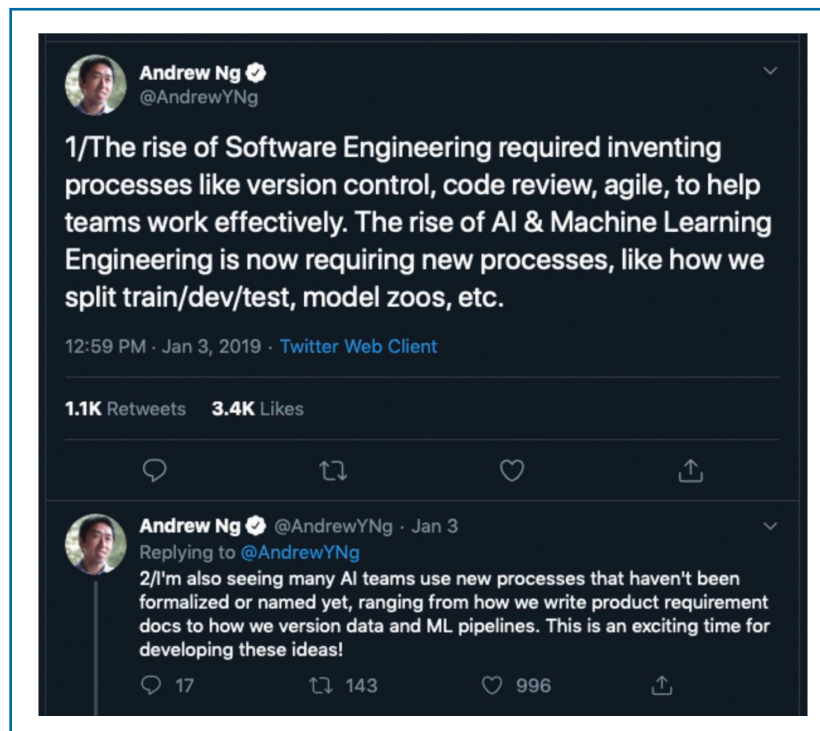 Andrew Ng
@AndrewYNg
1/The rise of Software Engineering required inventing
processes like version control, code review, agile, to help
teams work effectively. The rise of AI & Machine Learning
Engineering is now requiring new processes, like how we
split train/dev/test, model zoos, etc.
12:59 PM · Jan 3, 2019 · Twitter Web Client
1.1K Retweets 3.4K Likes
Andrew Ng @AndrewYNg · Jan 3
Replying to @AndrewYNg
2/I'm also seeing many AI teams use new processes that haven't been
formalized or named yet, ranging from how we write product requirement
docs to how we version data and ML pipelines. This is an exciting time for
developing these ideas!
17 143 996